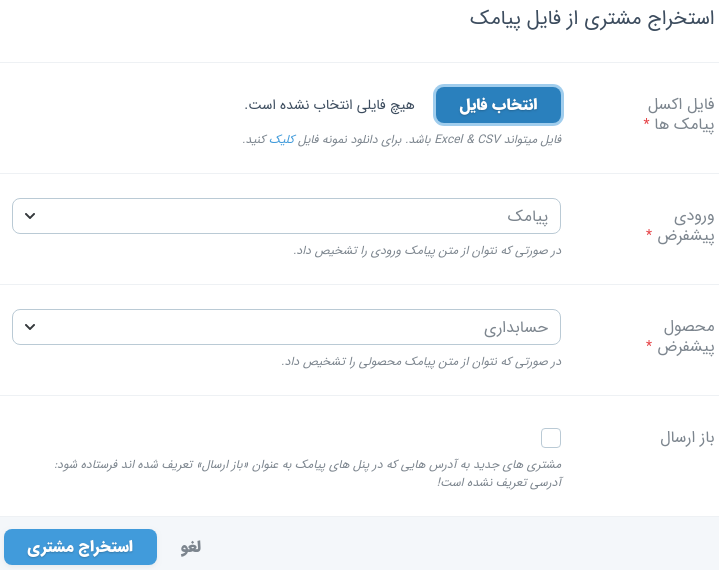 استخراج مشتری از فایل پیامک
فایل اکسل
پیامک ها *
انتخاب فایل
هیچ فایلی انتخاب نشده است.
فایل میتواند Excel & CSV باشد. برای دانلود نمونه فایل کلیک کنید.
ورودی
پیشفرض *
پیامک
در صورتی که نتوان از متن پیامک ورودی را تشخیص داد.
محصول
پیشفرض *
حسابداری
در صورتی که نتوان از متن پیامک محصولی را تشخیص داد.
باز ارسال
مشتری های جدید به آدرس هایی که در پنل های پیامک به عنوان «باز ارسال» تعریف شده اند فرستاده شود:
آدرسی تعریف نشده است!
لغو
استخراج مشتری